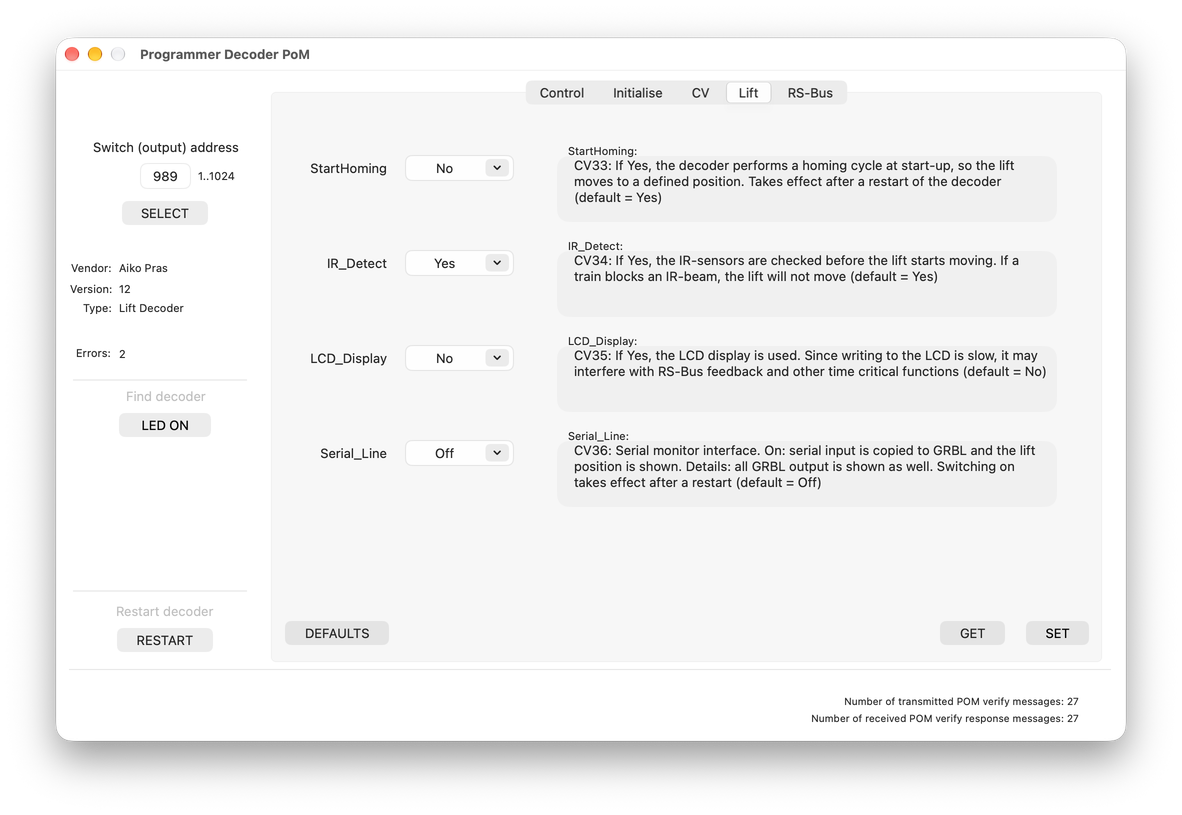 Programmer Decoder PoM
Control Initialise CV Lift RS-Bus
Switch (output) address
989 1..1024
SELECT
Vendor: Aiko Pras
Version: 12
Type: Lift Decoder
Errors: 2
Find decoder
LED ON
Restart decoder
RESTART
StartHoming No
StartHoming:
CV33: If Yes, the decoder performs a homing cycle at start-up, so the lift
moves to a defined position. Takes effect after a restart of the decoder
(default = Yes)
IR_Detect Yes
IR_Detect:
CV34: If Yes, the IR-sensors are checked before the lift starts moving. If a
train blocks an IR-beam, the lift will not move (default = Yes)
LCD_Display No
LCD_Display:
CV35: If Yes, the LCD display is used. Since writing to the LCD is slow, it may
interfere with RS-Bus feedback and other time critical functions (default = No)
Serial_Line Off
Serial_Line:
CV36: Serial monitor interface. On: serial input is copied to GRBL and the lift
position is shown. Details: all GRBL output is shown as well. Switching on
takes effect after a restart (default = Off)
DEFAULTS GET SET
Number of transmitted POM verify messages: 27
Number of received POM verify response messages: 27